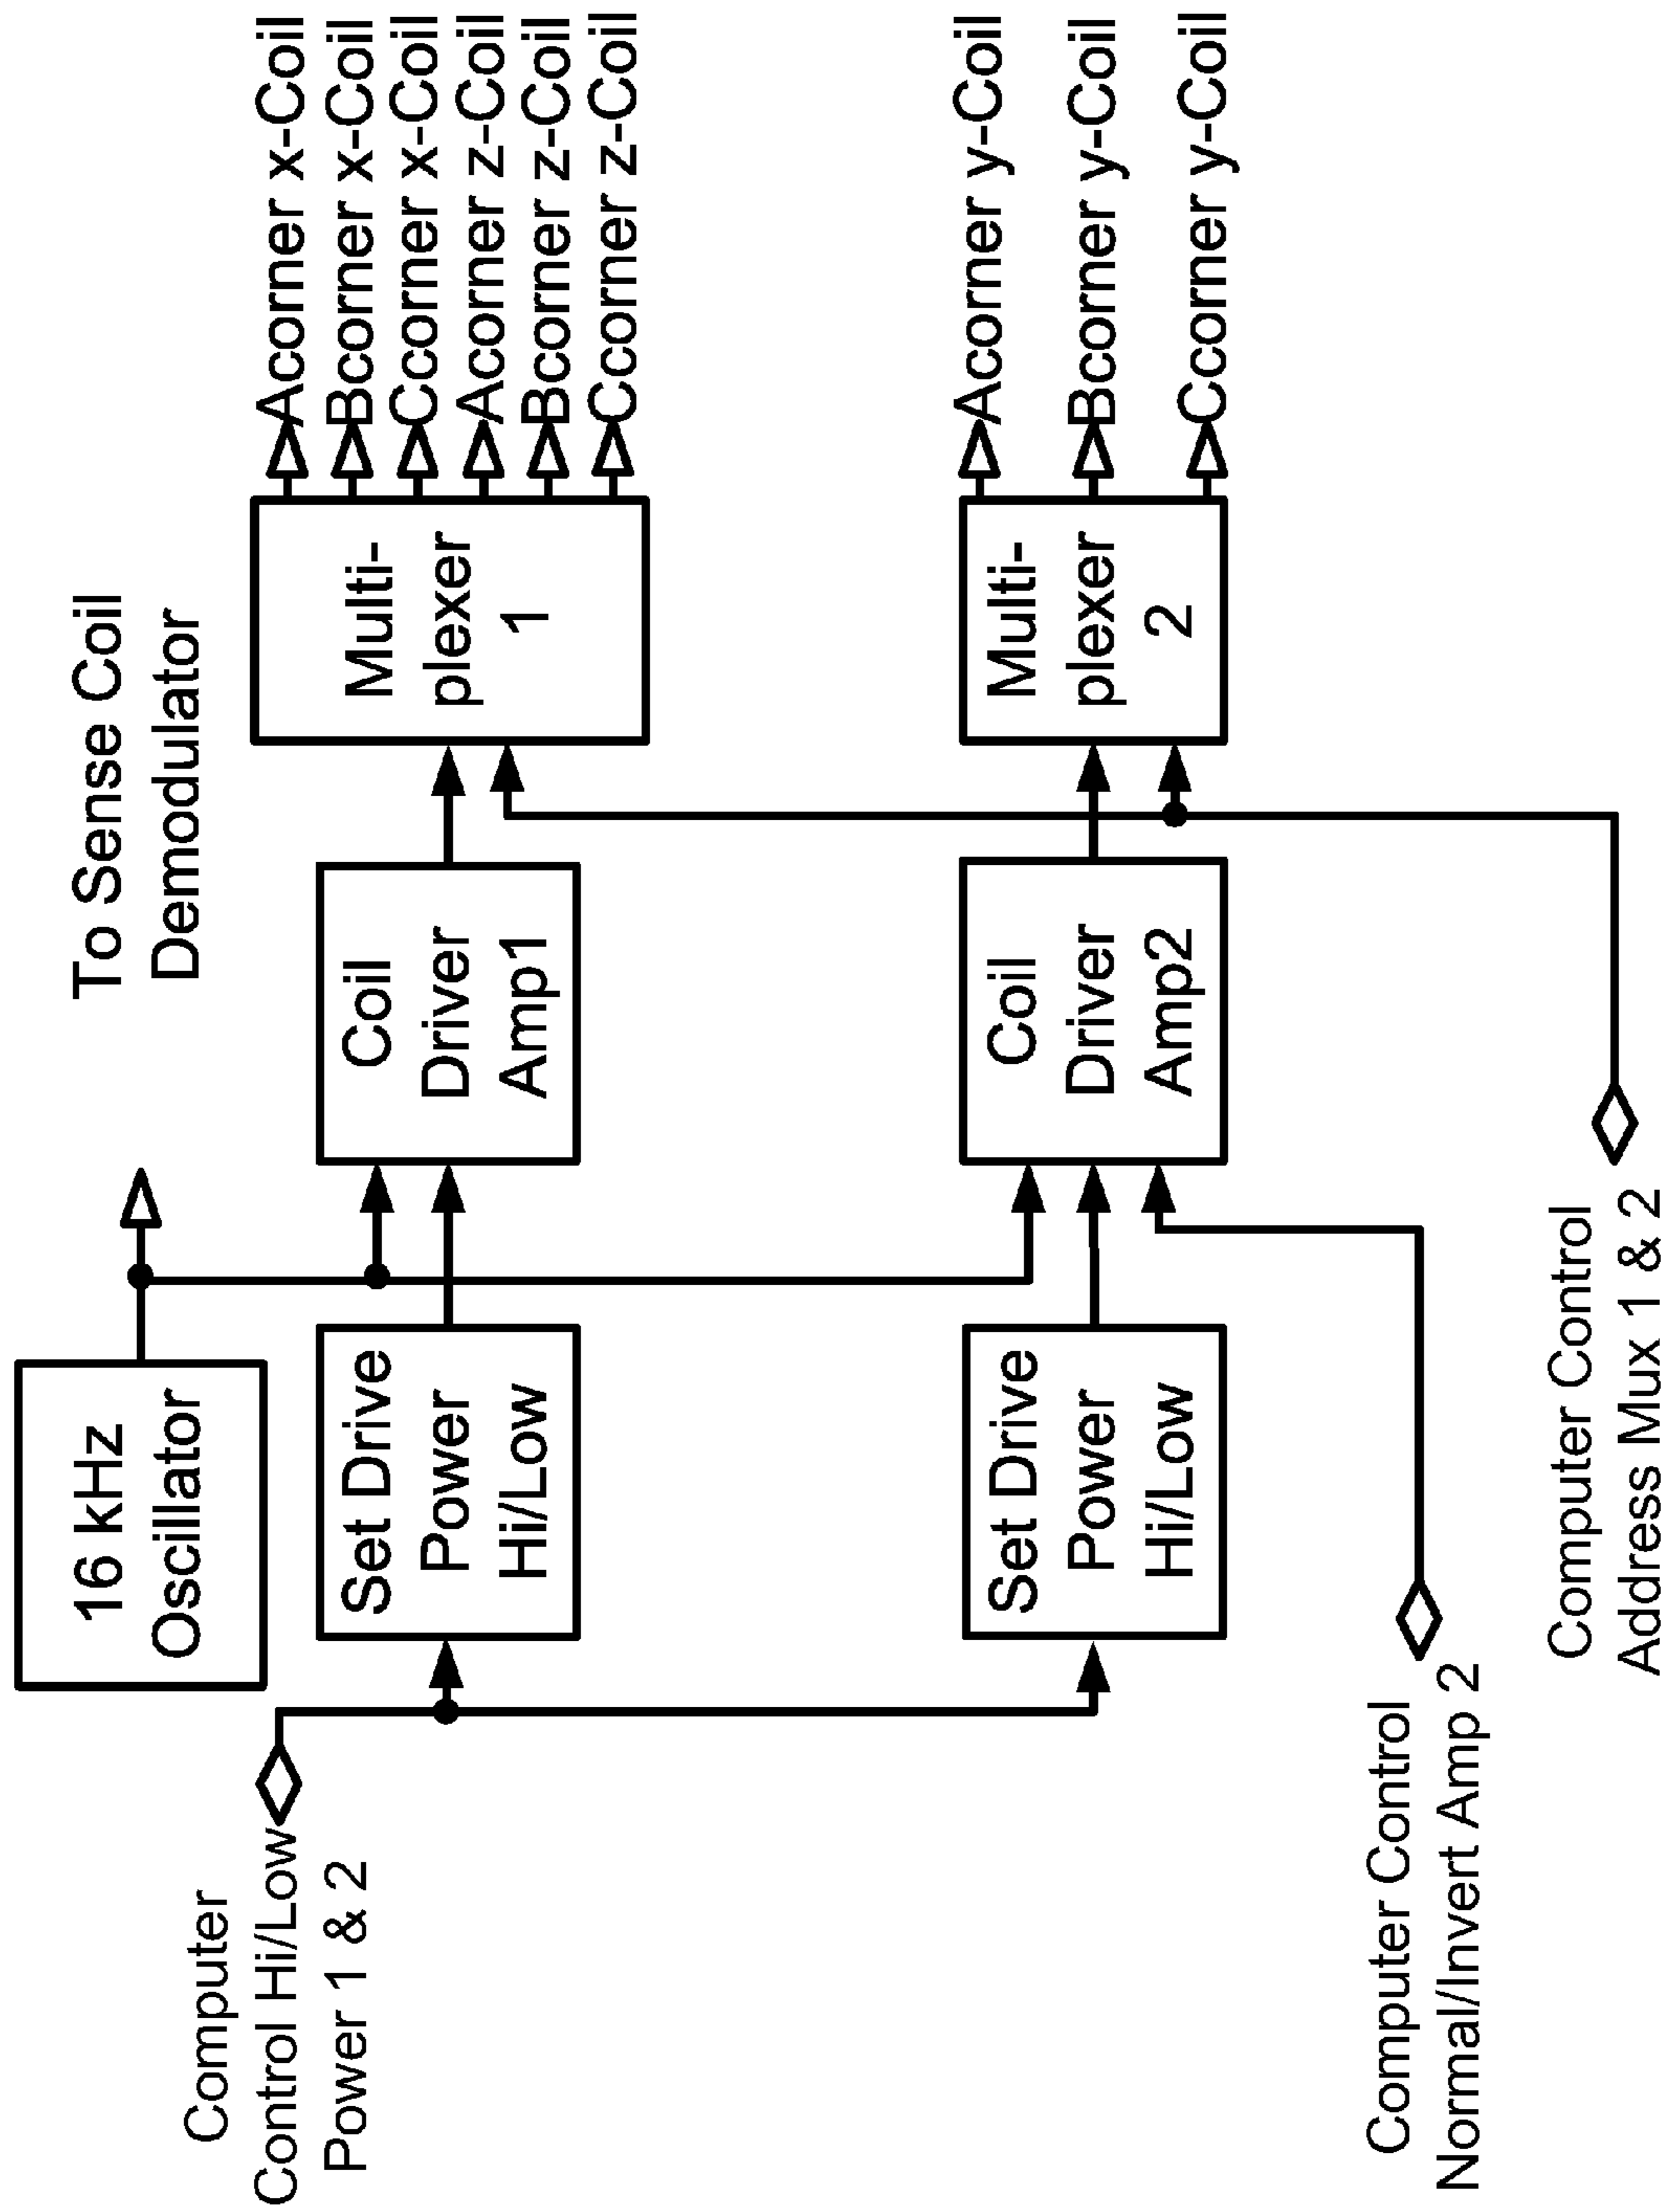 16 kHz
Oscillator
To Sense Coil
Demodulator
Computer
Control Hi/Low
Power 1 & 2
Set Drive
Power
Hi/Low
Coil
Driver
Amp1
Multi-
plexer
1
Acorner x-Coil
Bcorner x-Coil
Ccorner x-Coil
Acorner z-Coil
Bcorner z-Coil
Ccorner z-Coil
Set Drive
Power
Hi/Low
Coil
Driver
Amp2
Multi-
plexer
2
Acorner y-Coil
Bcorner y-Coil
Ccorner y-Coil
Computer Control
Normal/Invert Amp 2
Computer Control
Address Mux 1 & 2